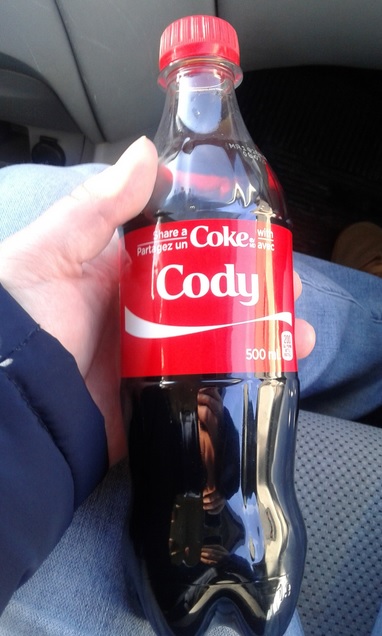 Share a Coke with
Partagez un Coke avec
Cody
500 ml